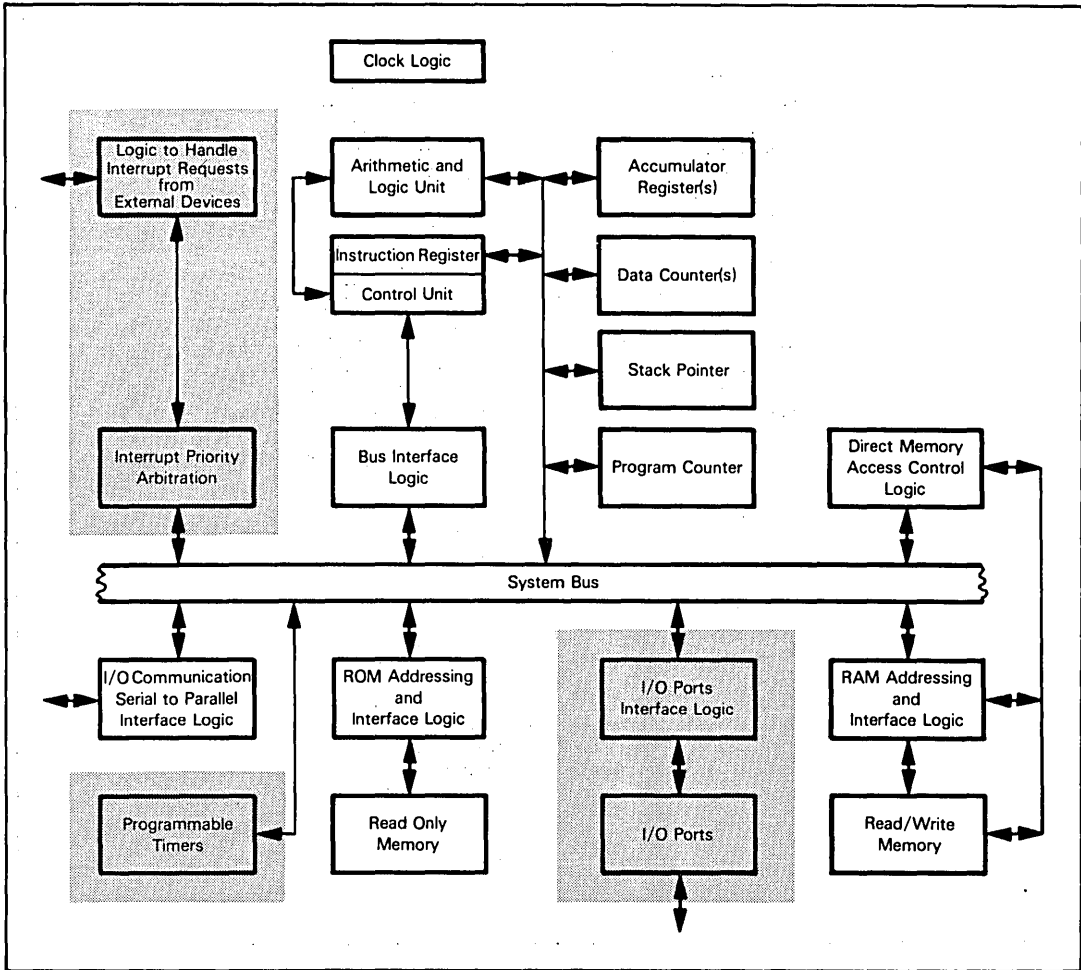 Clock Logic
Logic to Handle
Interrupt Requests
from
External Devices
Arithmetic and
Logic Unit
Accumulator
Register(s)
Instruction Register
Control Unit
Data Counter(s)
Stack Pointer
Interrupt Priority
Arbitration
Bus Interface
Logic
Program Counter
Direct Memory
Access Control
Logic
System Bus
I/O Communication
Serial to Parallel
Interface Logic
ROM Addressing
and
Interface Logic
I/O Ports
Interface Logic
RAM Addressing
and
Interface Logic
Programmable
Timers
Read Only
Memory
I/O Ports
Read/Write
Memory